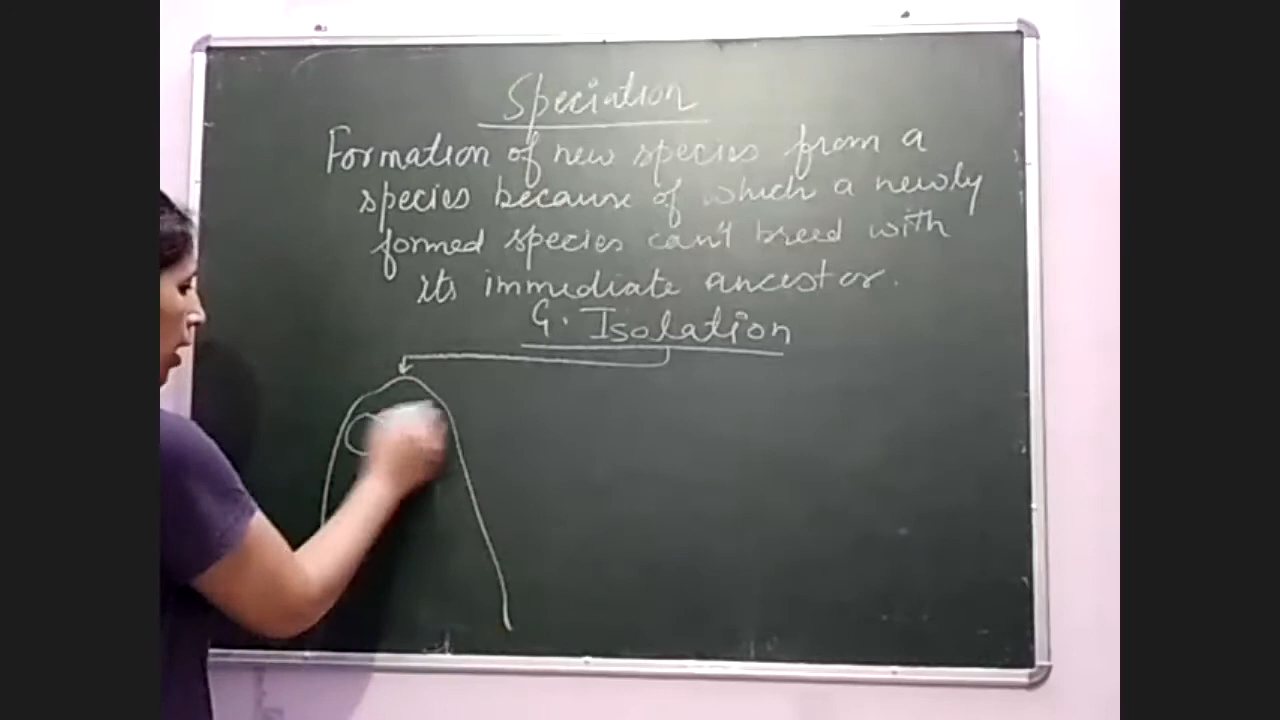 Speciation
Formation of new species from a
species because of which a newly
formed species can't breed with
its immediate ancestor.
G. Isolation